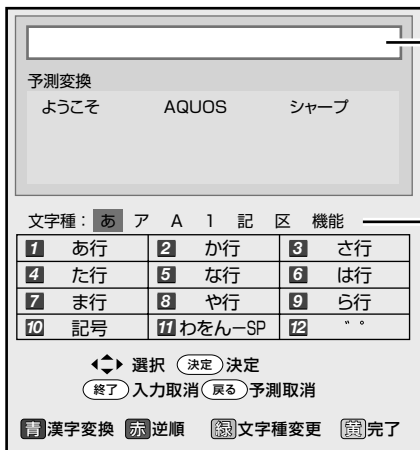 予測変換
ようこそ AQUOS シャープ
文字種： あ ア A 1 記 区 機能
1 あ行 2 か行 3 さ行
4 た行 5 な行 6 は行
7 ま行 8 や行 9 ら行
10 記号 11 わをんーSP 12 ゛゜
選択 決定 決定
終了 入力取消 戻る 予測取消
青 漢字変換 赤 逆順 緑 文字種変更 黄 完了